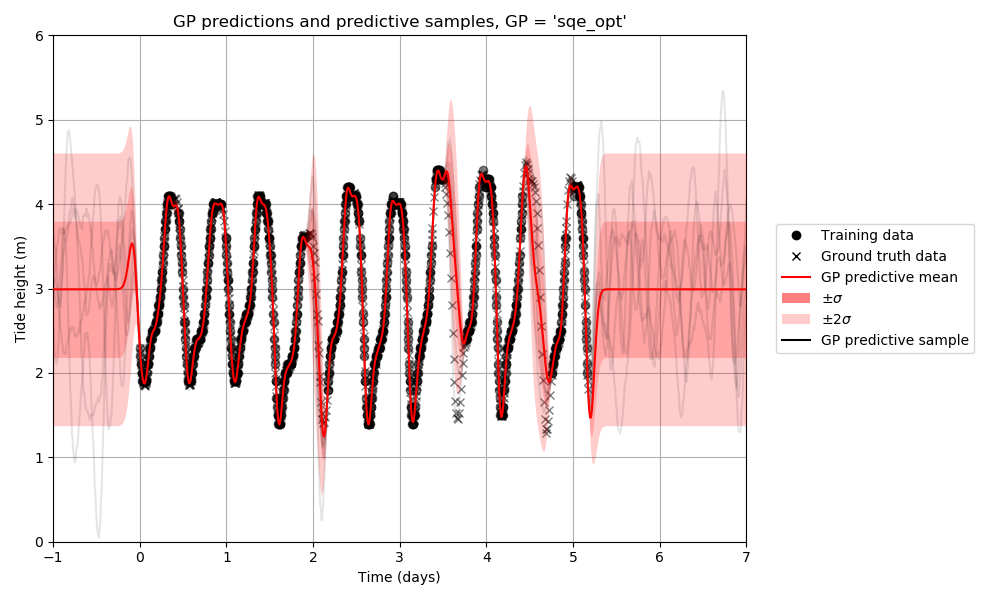 GP predictions and predictive samples, GP = 'sqe_opt'
Tide height (m)
6
5
4
3
2
1
0
−1
0
1
2
3
4
5
6
7
Time (days)
Training data
Ground truth data
GP predictive mean
±σ
±2σ
GP predictive sample